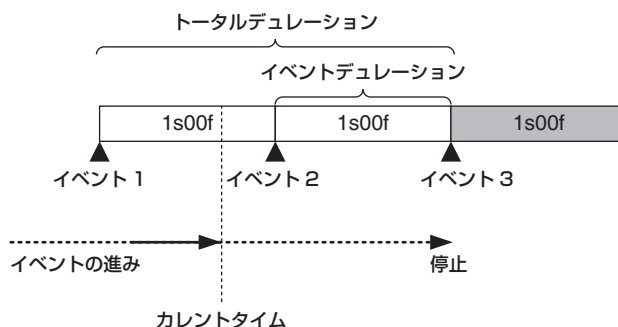 トータルデュレーション
イベントデュレーション
1s00f 1s00f 1s00f
イベント 1 イベント 2 イベント 3
イベントの進み 停止
カレントタイム